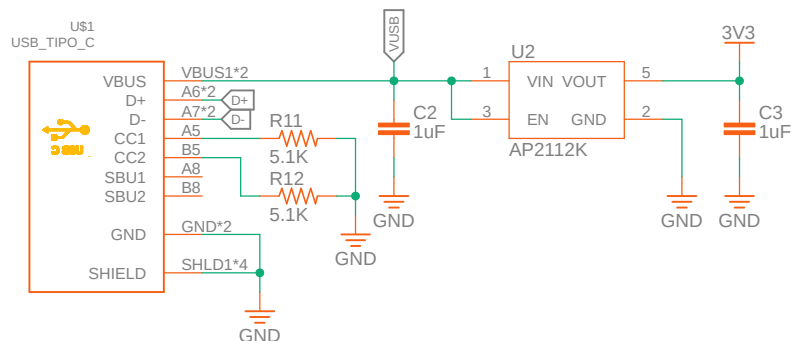 U$1
USB_TIPO_C
VBUS
D+
D-
CC1
CC2
SBU1
SBU2
GND
SHIELD
USB C
VBUS1*2
A6*2
A7*2
A5
B5
A8
B8
GND*2
SHLD1*4
D+
D-
R11
5.1K
R12
5.1K
GND
GND
VUSB
C2
1uF
GND
U2
1
3
VIN VOUT
EN GND
5
2
AP2112K
GND
3V3
C3
1uF
GND